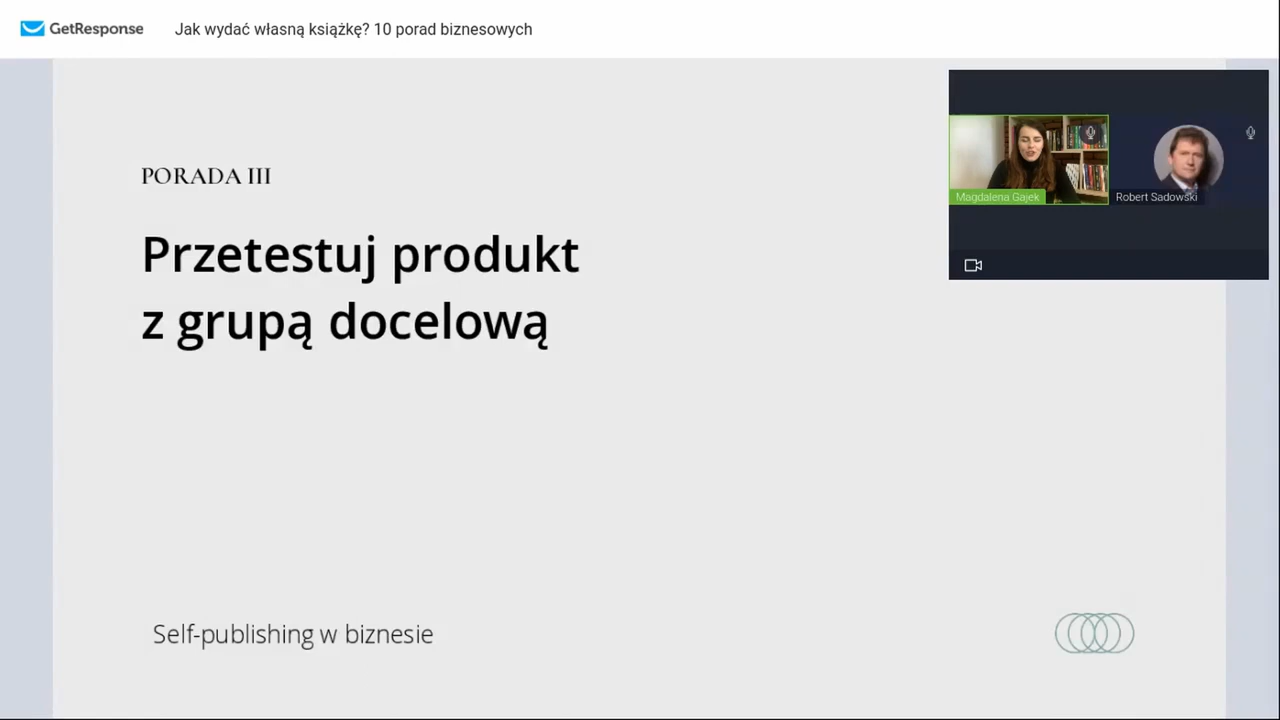 GetResponse
Jak wydać własną książkę? 10 porad biznesowych
PORADA III
Przetestuj produkt
z grupą docelową
Magdalena Gajek
Robert Sadowski
Self-publishing w biznesie